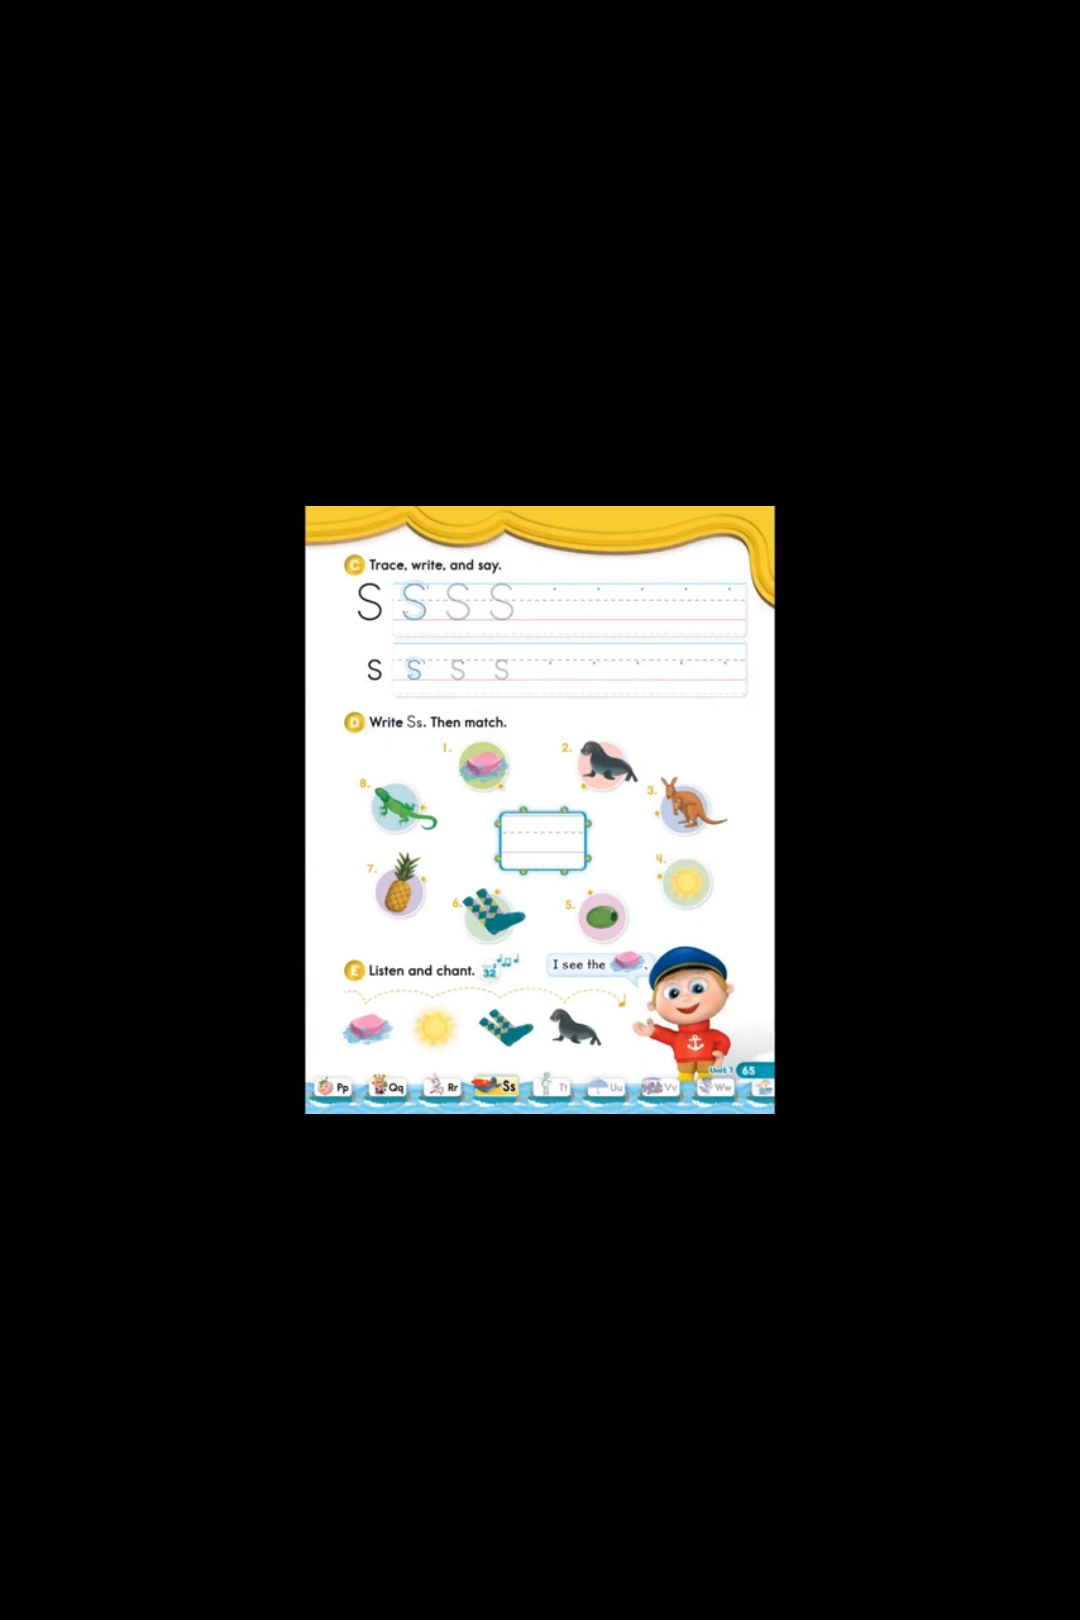 C Trace, write, and say.
S S S S
s s s s
D Write Ss. Then match.
1.
2.
8.
3.
7.
4.
6.
5.
E Listen and chant. 32
I see the .
Unit 7 65
Pp Qq Rr Ss Tt Uu Vv Ww